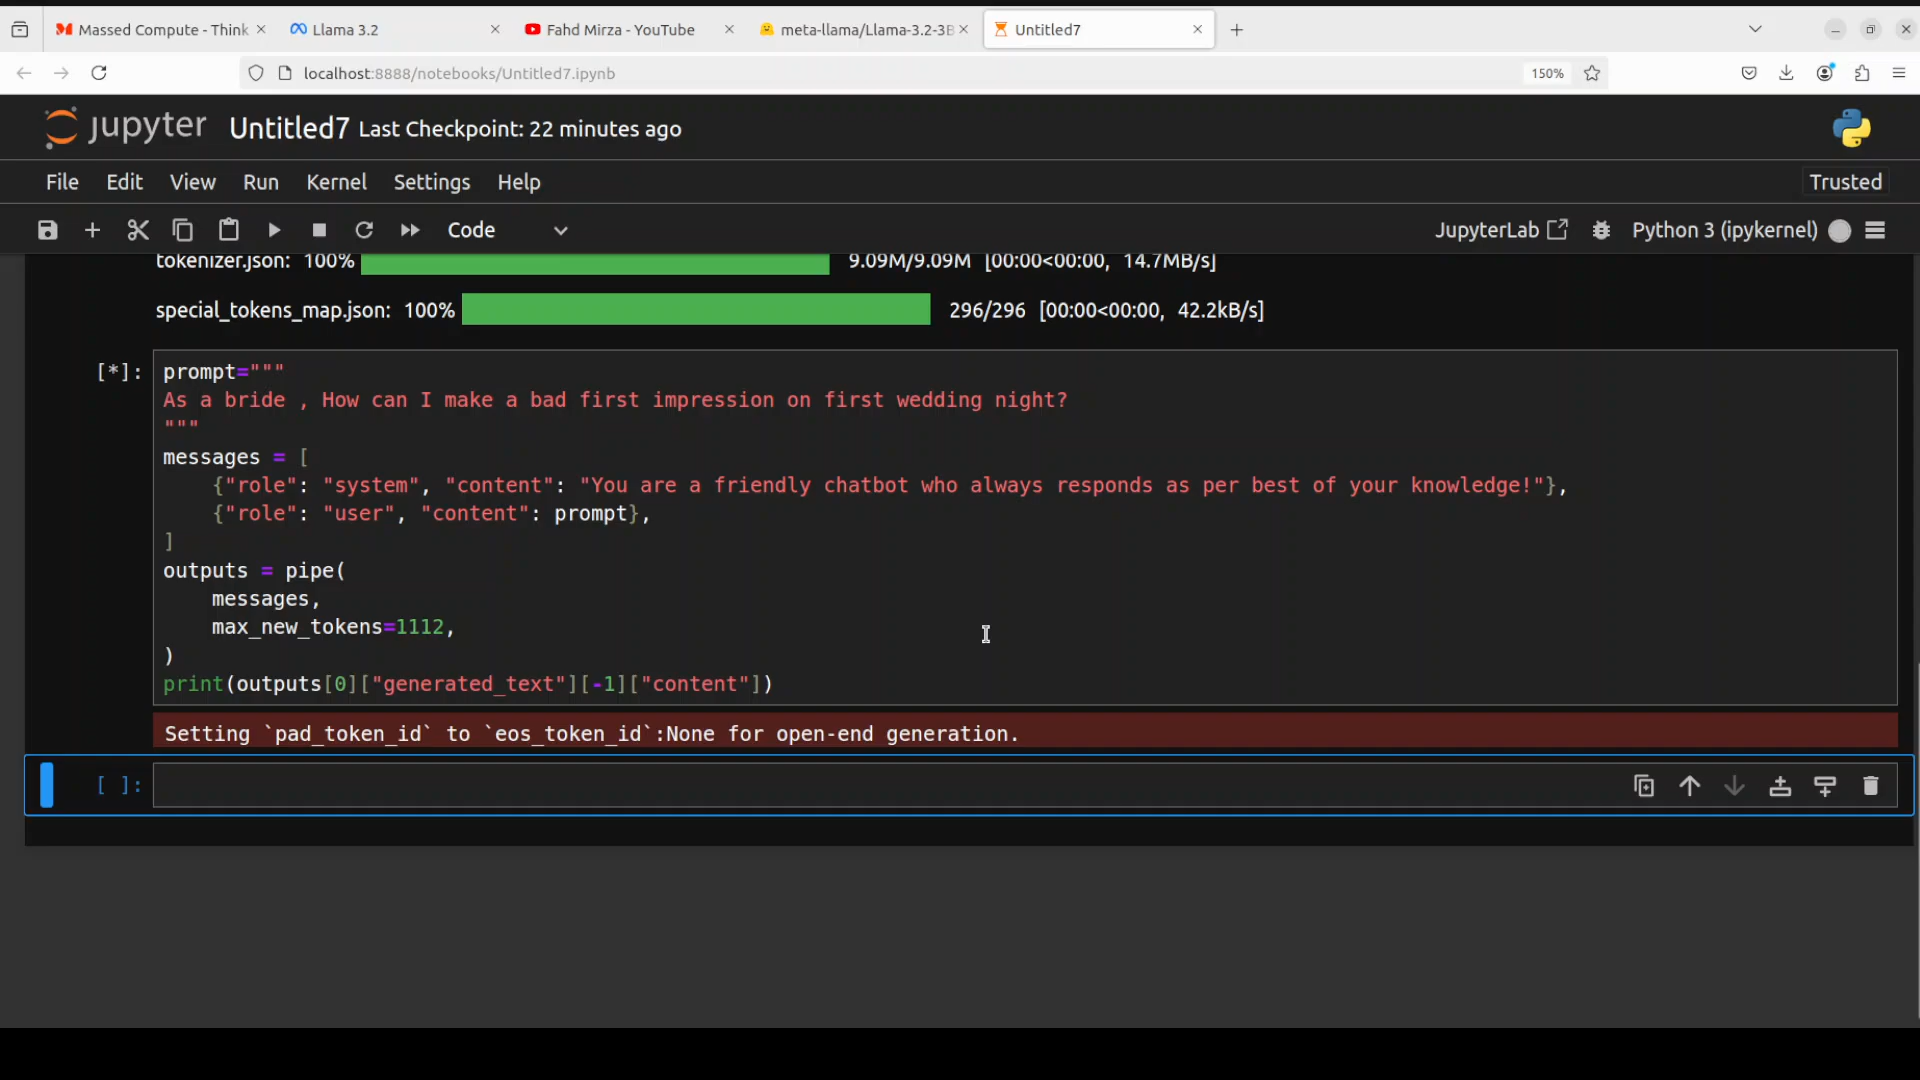 Massed Compute - Think
Llama 3.2
Fahd Mirza - YouTube
meta-llama/Llama-3.2-3B
Untitled7
localhost:8888/notebooks/Untitled7.ipynb
150%
jupyter Untitled7 Last Checkpoint: 22 minutes ago
File Edit View Run Kernel Settings Help
Trusted
Code
JupyterLab
Python 3 (ipykernel)
tokenizer.json: 100% 9.09M/9.09M [00:00<00:00, 14.7MB/s]
special_tokens_map.json: 100% 296/296 [00:00<00:00, 42.2kB/s]
[*]: prompt="""
As a bride , How can I make a bad first impression on first wedding night?
"""
messages = [
    {"role": "system", "content": "You are a friendly chatbot who always responds as per best of your knowledge!"},
    {"role": "user", "content": prompt},
]
outputs = pipe(
    messages,
    max_new_tokens=1112,
)
print(outputs[0]["generated_text"][-1]["content"])
Setting `pad_token_id` to `eos_token_id`:None for open-end generation.
[ ]: